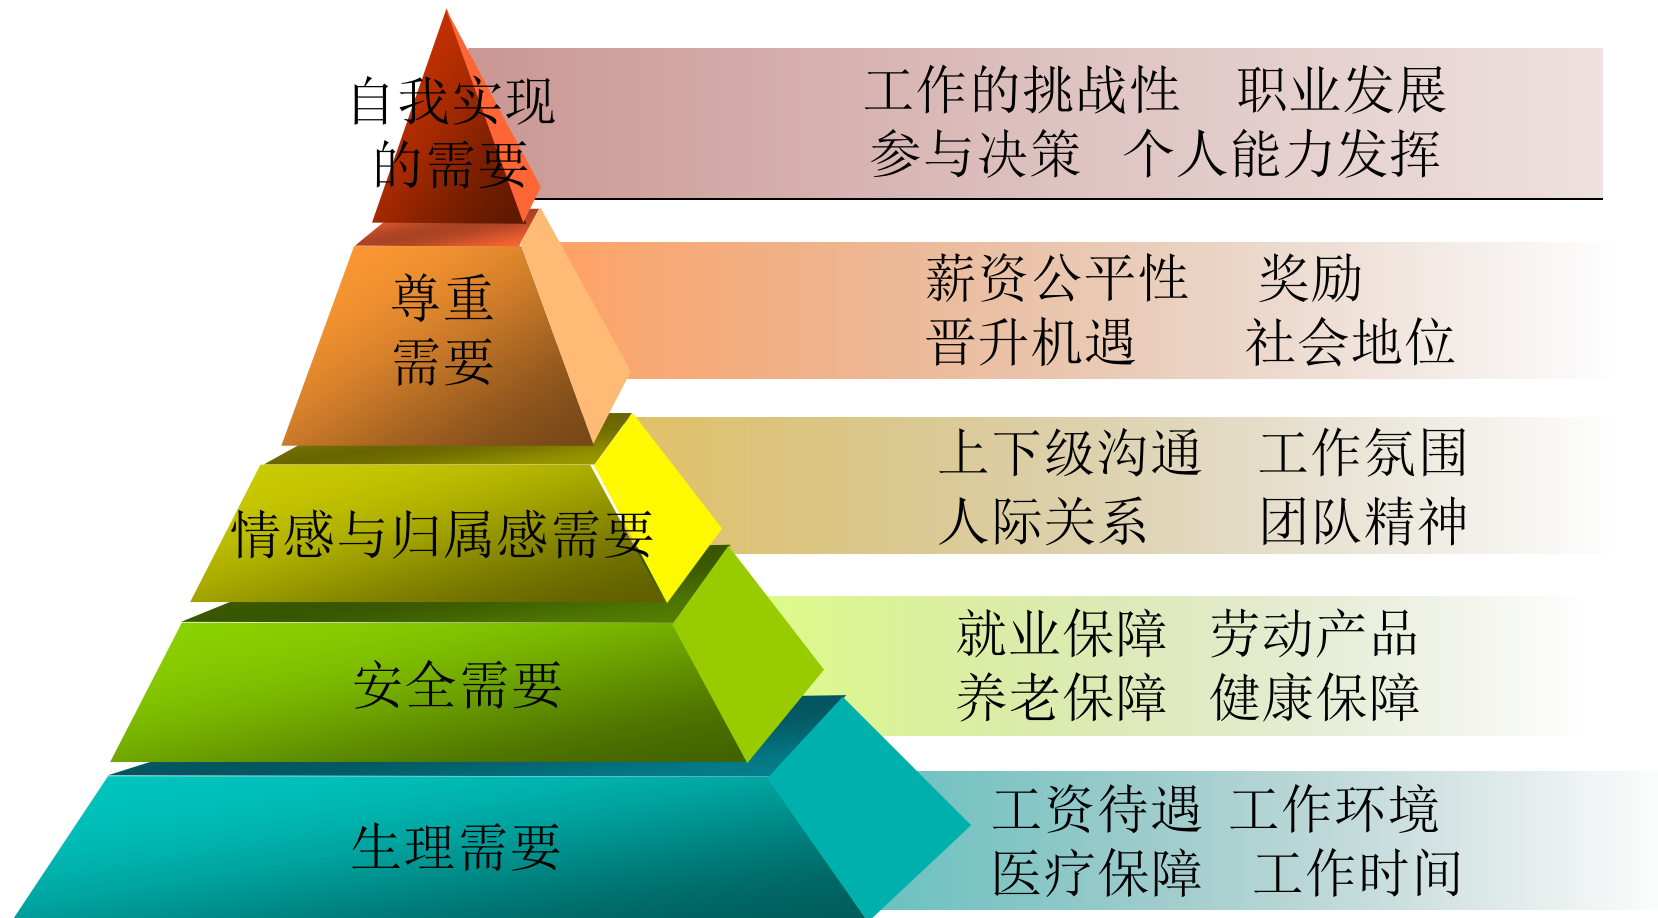 自我实现
的需要
工作的挑战性 职业发展
参与决策 个人能力发挥
尊重
需要
薪资公平性 奖励
晋升机遇 社会地位
情感与归属感需要
上下级沟通 工作氛围
人际关系 团队精神
安全需要
就业保障 劳动产品
养老保障 健康保障
生理需要
工资待遇 工作环境
医疗保障 工作时间